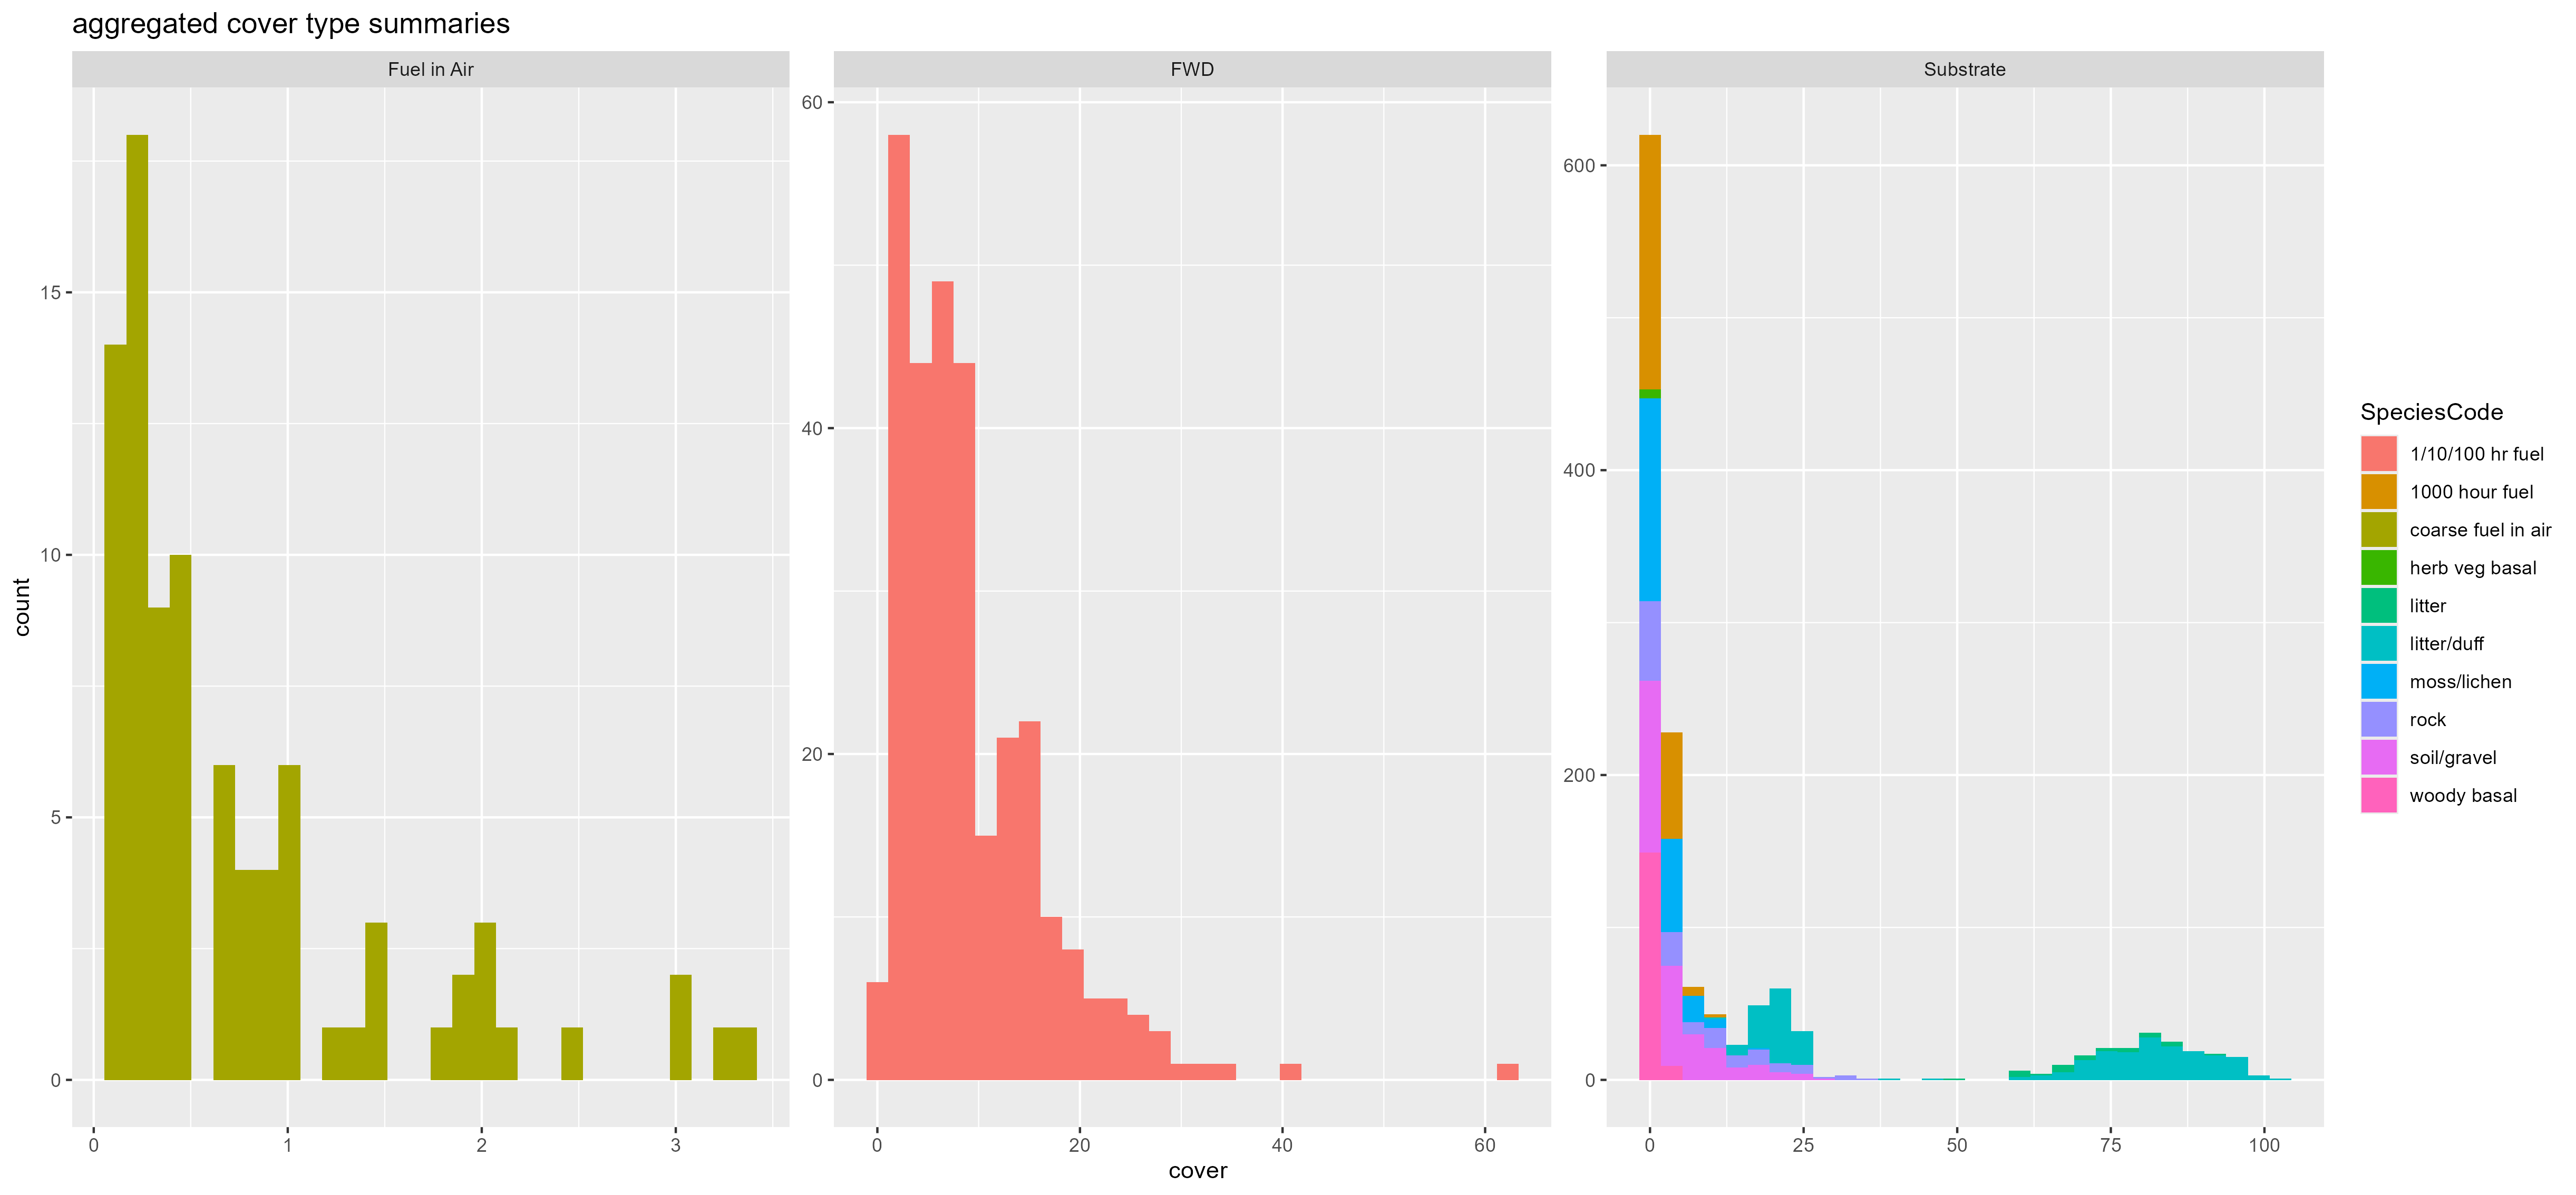 aggregated cover type summaries
Fuel in Air
FWD
Substrate
count
15
10
5
0
60
40
20
0
600
400
200
0
0 1 2 3
0 20 40 60
0 25 50 75 100
cover
SpeciesCode
1/10/100 hr fuel
1000 hour fuel
coarse fuel in air
herb veg basal
litter
litter/duff
moss/lichen
rock
soil/gravel
woody basal